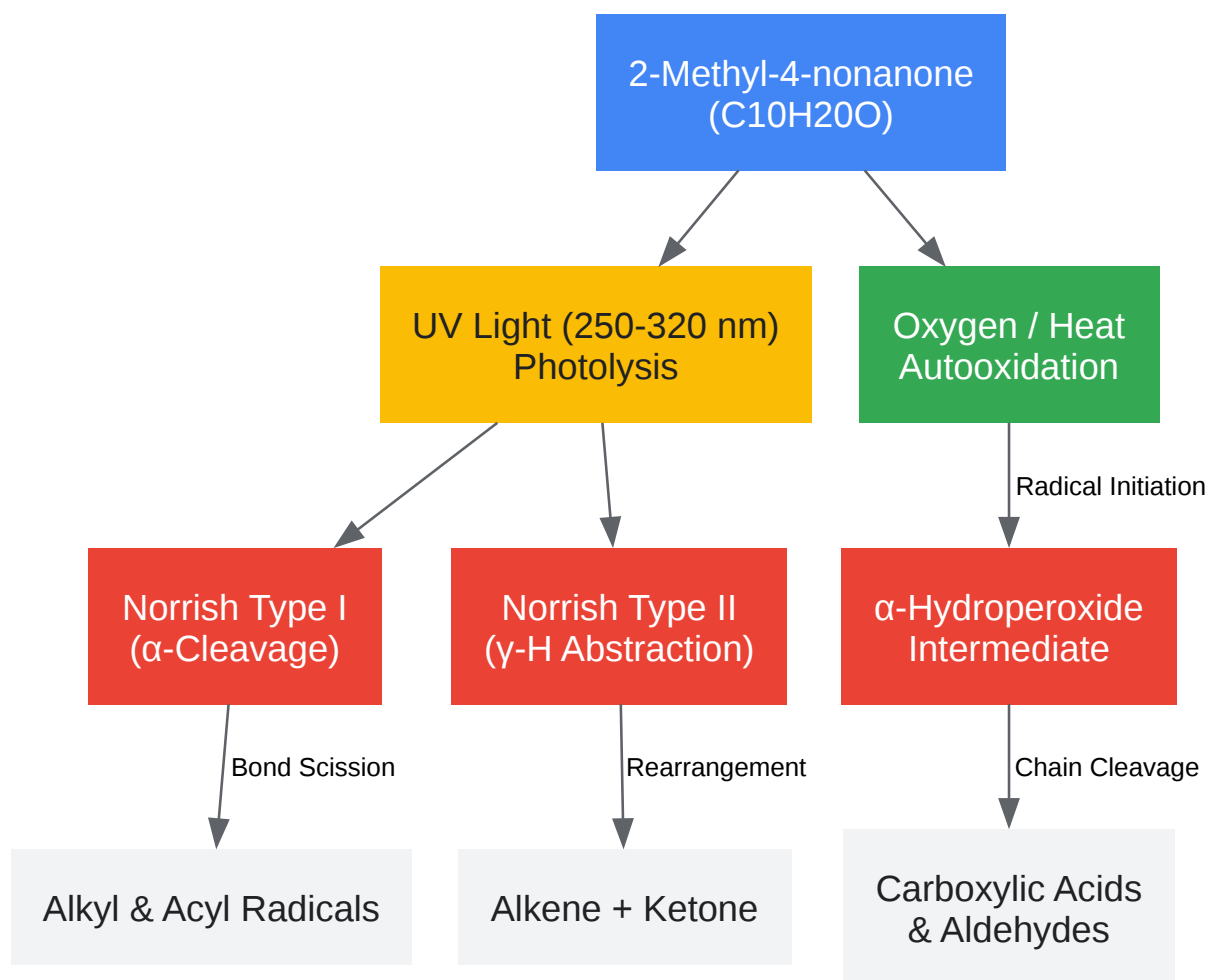 2-Methyl-4-nonanone
(C10H20O)
UV Light (250-320 nm)
Photolysis
Oxygen / Heat
Autooxidation
Radical Initiation
Norrish Type I
(α-Cleavage)
Norrish Type II
(γ-H Abstraction)
α-Hydroperoxide
Intermediate
Bond Scission
Rearrangement
Chain Cleavage
Alkyl & Acyl Radicals
Alkene + Ketone
Carboxylic Acids
& Aldehydes